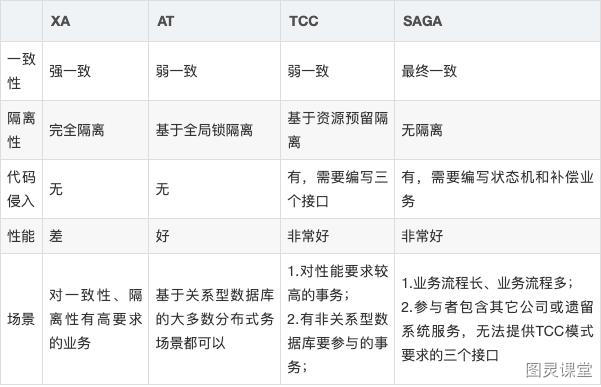 XA AT TCC SAGA
一致 强一致 弱一致 弱一致 最终一致
性
隔离 完全隔离 基于全局锁隔离 基于资源预留隔 无隔离
性 离
代码 无 无 有，需要编写三 有，需要编写状态机和补偿业
侵入 个接口 务
性能 差 好 非常好 非常好
场景
对一致性、隔
离性有高要求
的业务
基于关系型数据库
的大多数分布式务
场景都可以
1.对性能要求较
高的事务；
2.有非关系型数
据库要参与的事
务；
1.业务流程长、业务流程多；
2.参与者包含其它公司或遗留
系统服务，无法提供TCC模式
要求的三个接口
图灵课堂